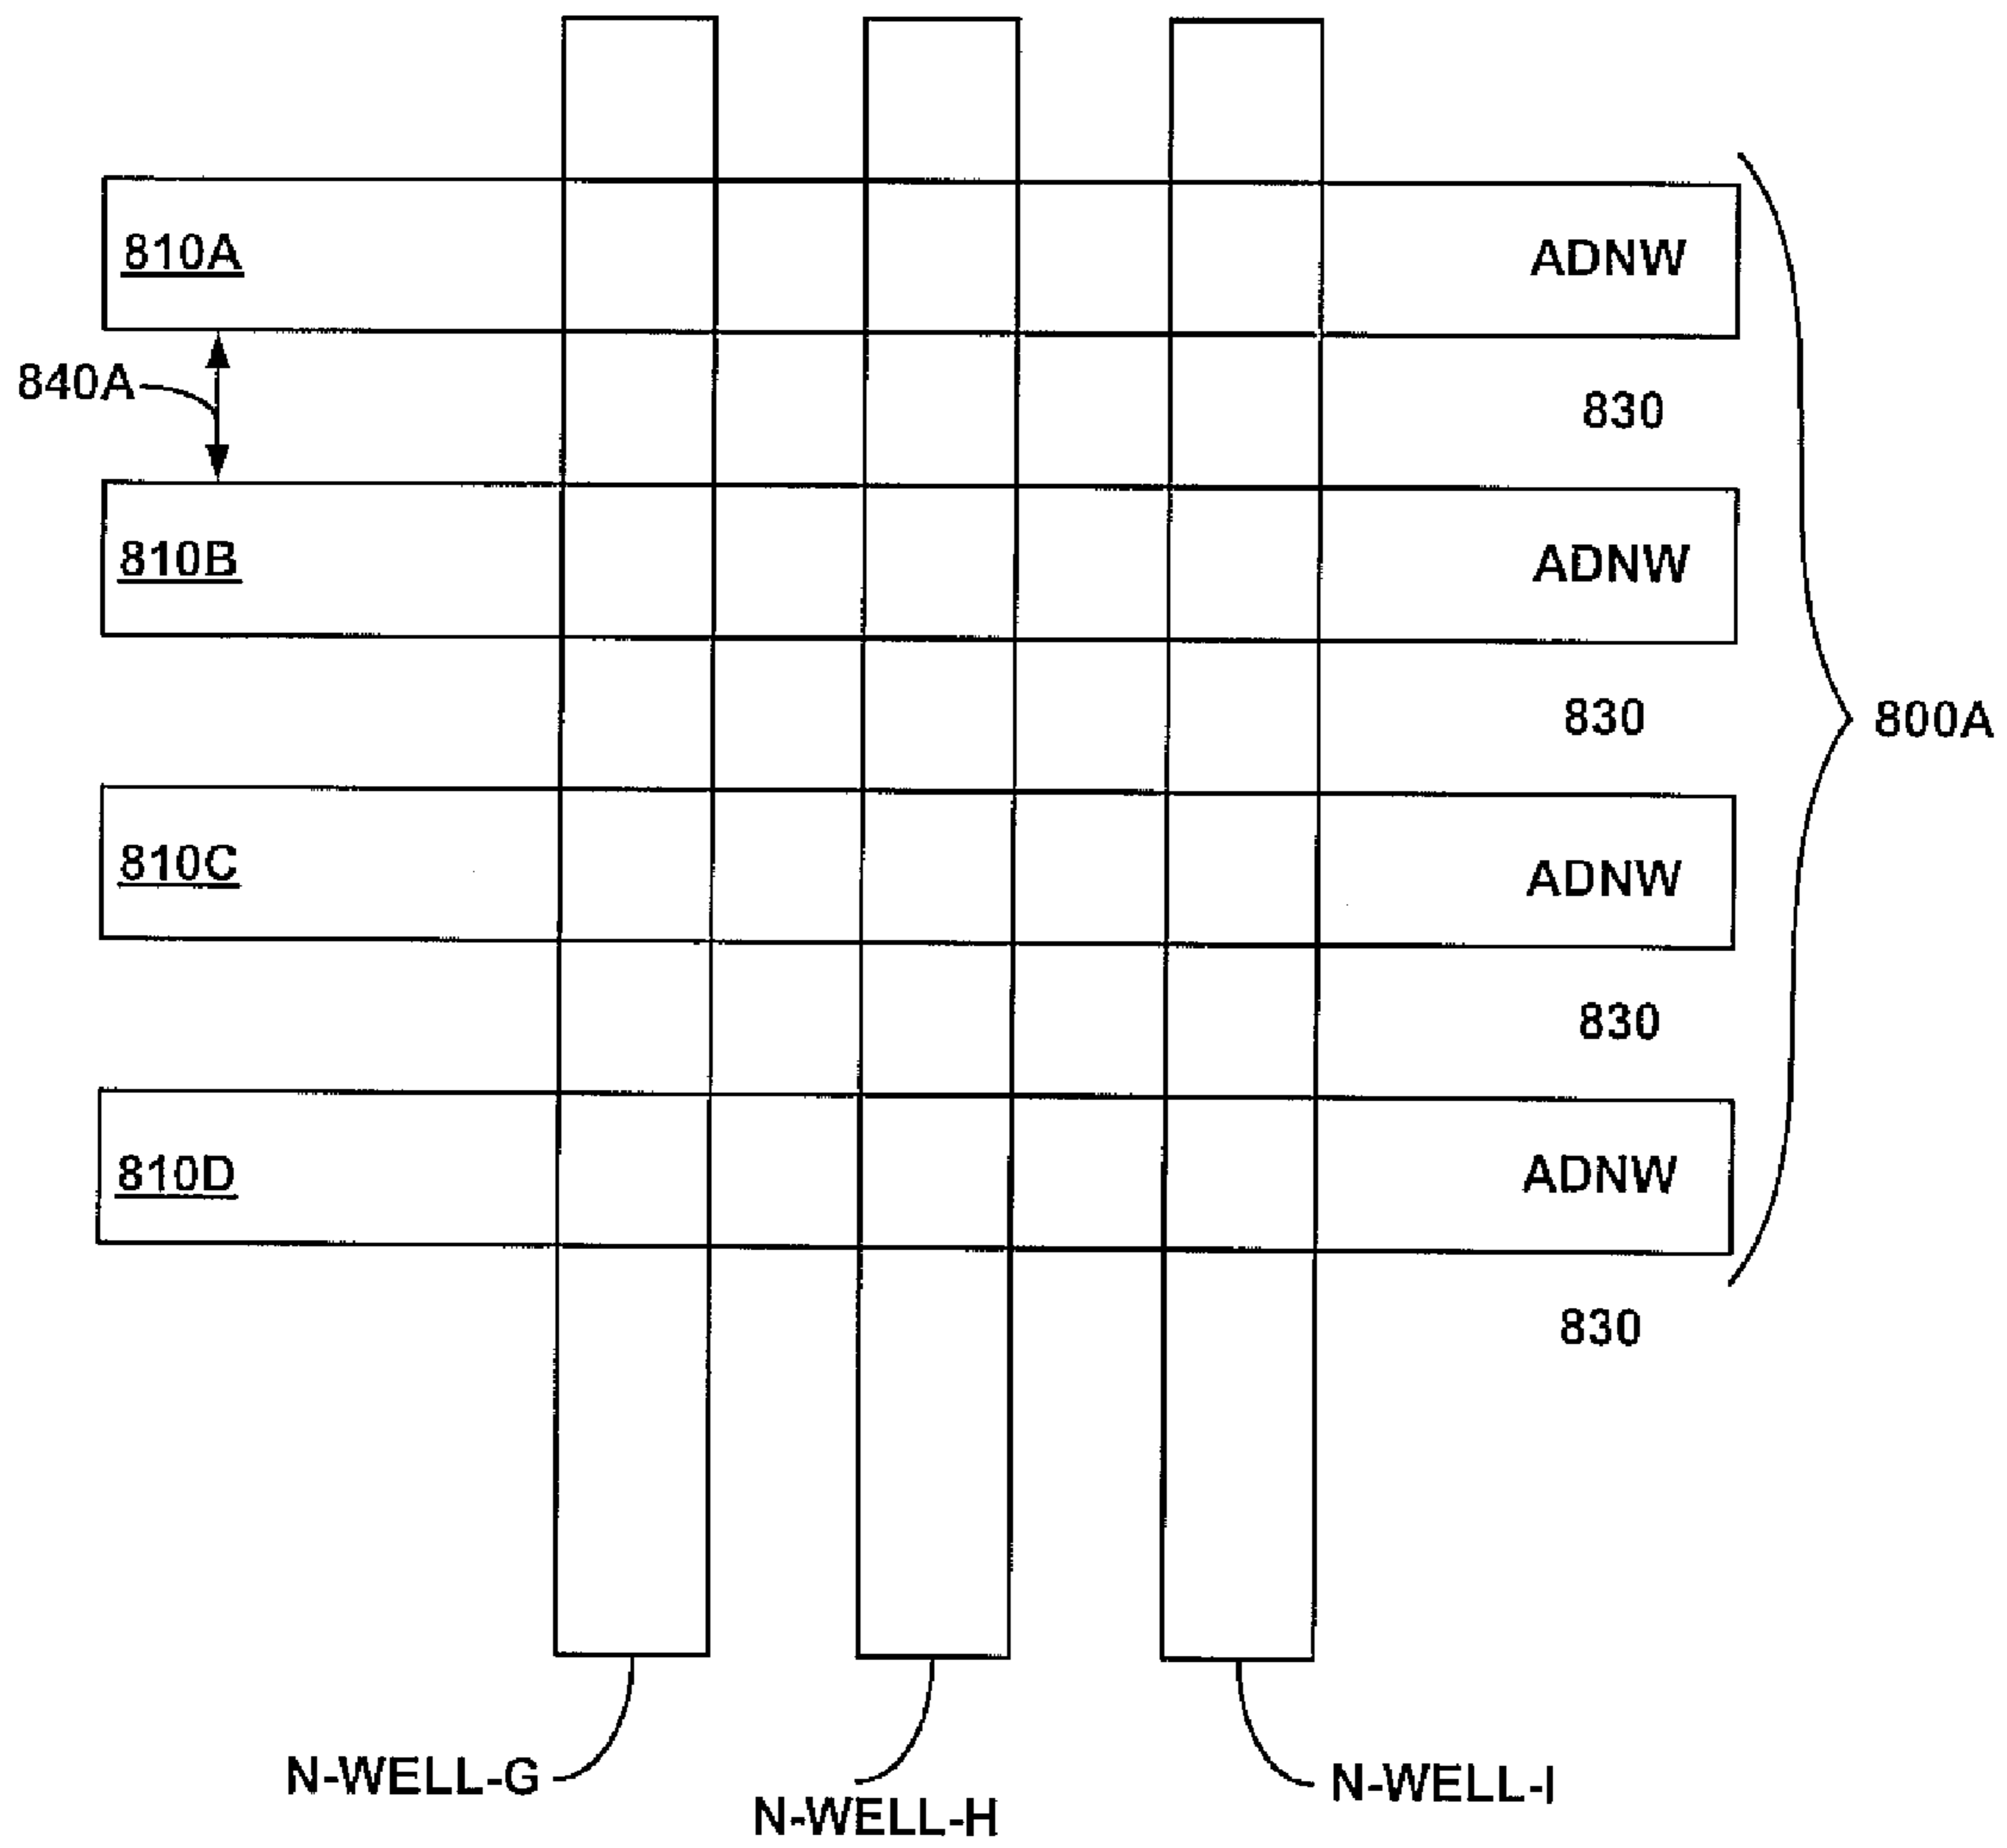 810A
ADNW
840A
830
810B
ADNW
830
800A
810C
ADNW
830
810D
ADNW
830
N-WELL-G
N-WELL-H
N-WELL-I